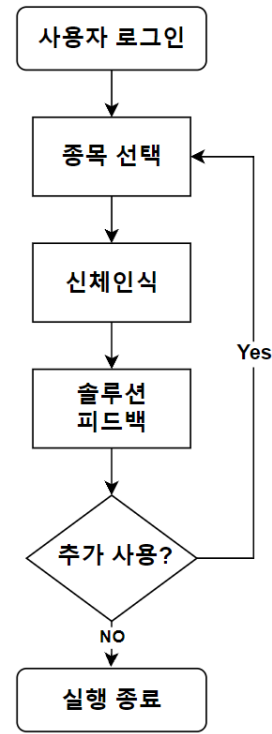 사용자 로그인
종목 선택
신체인식
Yes
솔루션
피드백
추가 사용?
NO
실행 종료